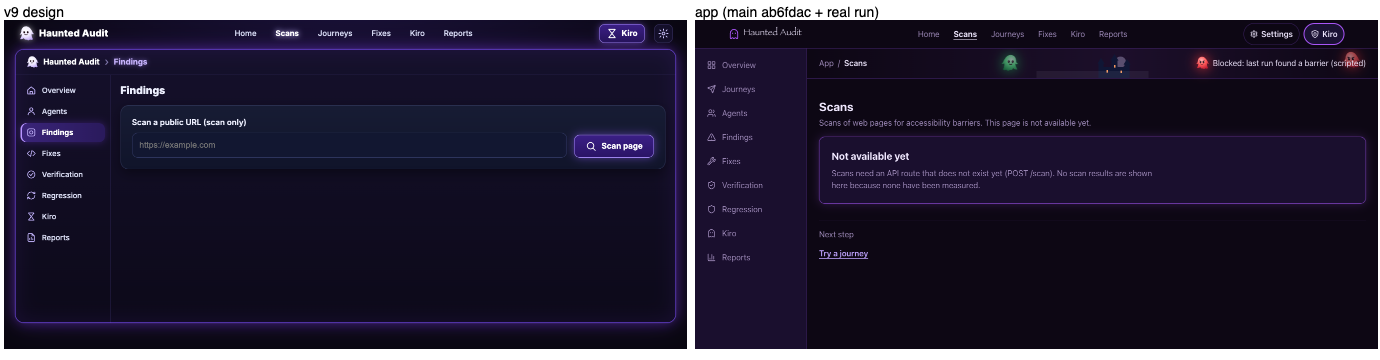 v9 design
Haunted Audit
Home
Scans
Journeys
Fixes
Kiro
Reports
Kiro
Haunted Audit > Findings
Overview
Agents
Findings
Fixes
Verification
Regression
Kiro
Reports
Findings
Scan a public URL (scan only)
https://example.com
Scan page
app (main ab6fdac + real run)
Haunted Audit
Home
Scans
Journeys
Fixes
Kiro
Reports
Settings
Kiro
Overview
Journeys
Agents
Findings
Fixes
Verification
Regression
Kiro
Reports
App / Scans
Blocked: last run found a barrier (scripted)
Scans
Scans of web pages for accessibility barriers. This page is not available yet.
Not available yet
Scans need an API route that does not exist yet (POST /scan). No scan results are shown
here because none have been measured.
Next step
Try a journey